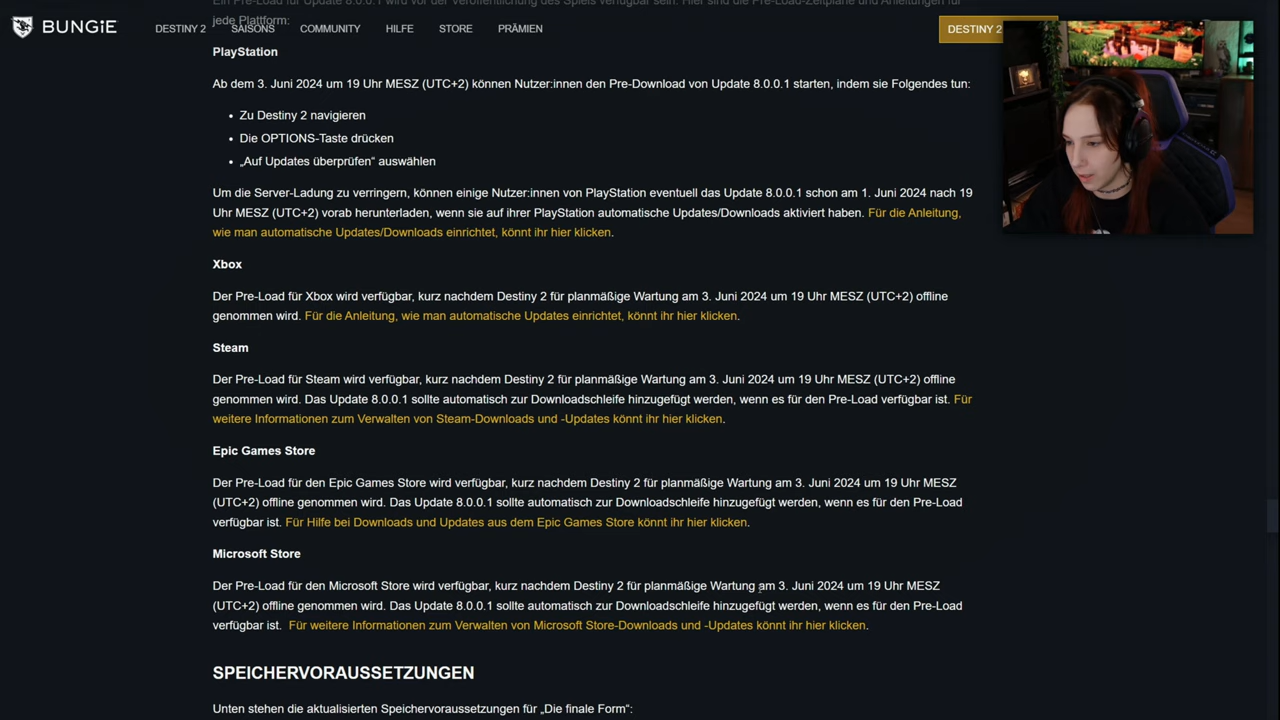 Ein Pre-Load für Update 8.0.0.1 wird vor der Veröffentlichung des Spiels verfügbar sein. Hier sind die Pre-Load-Zeitpläne und Anleitungen für
jede Plattform:
BUNGiE
DESTINY 2
SAISONS
COMMUNITY
HILFE
STORE
PRÄMIEN
DESTINY 2
PlayStation
Ab dem 3. Juni 2024 um 19 Uhr MESZ (UTC+2) können Nutzer:innen den Pre-Download von Update 8.0.0.1 starten, indem sie Folgendes tun:
• Zu Destiny 2 navigieren
• Die OPTIONS-Taste drücken
• „Auf Updates überprüfen“ auswählen
Um die Server-Ladung zu verringern, können einige Nutzer:innen von PlayStation eventuell das Update 8.0.0.1 schon am 1. Juni 2024 nach 19
Uhr MESZ (UTC+2) vorab herunterladen, wenn sie auf ihrer PlayStation automatische Updates/Downloads aktiviert haben. Für die Anleitung,
wie man automatische Updates/Downloads einrichtet, könnt ihr hier klicken.
Xbox
Der Pre-Load für Xbox wird verfügbar, kurz nachdem Destiny 2 für planmäßige Wartung am 3. Juni 2024 um 19 Uhr MESZ (UTC+2) offline
genommen wird. Für die Anleitung, wie man automatische Updates einrichtet, könnt ihr hier klicken.
Steam
Der Pre-Load für Steam wird verfügbar, kurz nachdem Destiny 2 für planmäßige Wartung am 3. Juni 2024 um 19 Uhr MESZ (UTC+2) offline
genommen wird. Das Update 8.0.0.1 sollte automatisch zur Downloadschleife hinzugefügt werden, wenn es für den Pre-Load verfügbar ist. Für
weitere Informationen zum Verwalten von Steam-Downloads und -Updates könnt ihr hier klicken.
Epic Games Store
Der Pre-Load für den Epic Games Store wird verfügbar, kurz nachdem Destiny 2 für planmäßige Wartung am 3. Juni 2024 um 19 Uhr MESZ
(UTC+2) offline genommen wird. Das Update 8.0.0.1 sollte automatisch zur Downloadschleife hinzugefügt werden, wenn es für den Pre-Load
verfügbar ist. Für Hilfe bei Downloads und Updates aus dem Epic Games Store könnt ihr hier klicken.
Microsoft Store
Der Pre-Load für den Microsoft Store wird verfügbar, kurz nachdem Destiny 2 für planmäßige Wartung am 3. Juni 2024 um 19 Uhr MESZ
(UTC+2) offline genommen wird. Das Update 8.0.0.1 sollte automatisch zur Downloadschleife hinzugefügt werden, wenn es für den Pre-Load
verfügbar ist. Für weitere Informationen zum Verwalten von Microsoft Store-Downloads und -Updates könnt ihr hier klicken.
SPEICHERVORAUSSETZUNGEN
Unten stehen die aktualisierten Speichervoraussetzungen für „Die finale Form“: